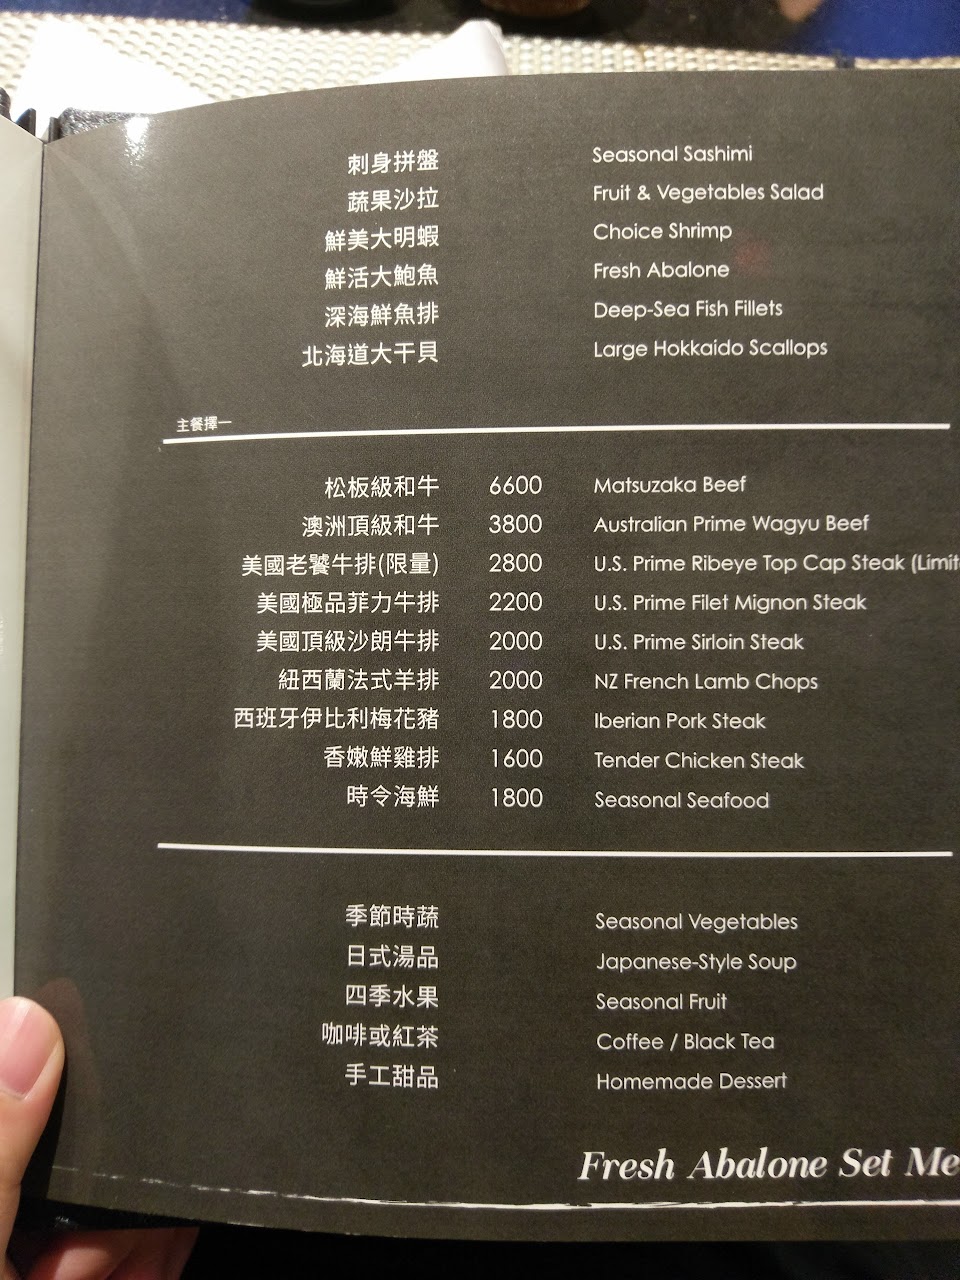 刺身拼盤 Seasonal Sashimi
蔬果沙拉 Fruit & Vegetables Salad
鮮美大明蝦 Choice Shrimp
鮮活大鮑魚 Fresh Abalone
深海鮮魚排 Deep-Sea Fish Fillets
北海道大干貝 Large Hokkaido Scallops
主餐擇一
松板級和牛 6600 Matsuzaka Beef
澳洲頂級和牛 3800 Australian Prime Wagyu Beef
美國老饕牛排(限量) 2800 U.S. Prime Ribeye Top Cap Steak (Limit
美國極品菲力牛排 2200 U.S. Prime Filet Mignon Steak
美國頂級沙朗牛排 2000 U.S. Prime Sirloin Steak
紐西蘭法式羊排 2000 NZ French Lamb Chops
西班牙伊比利梅花豬 1800 Iberian Pork Steak
香嫩鮮雞排 1600 Tender Chicken Steak
時令海鮮 1800 Seasonal Seafood
季節時蔬 Seasonal Vegetables
日式湯品 Japanese-Style Soup
四季水果 Seasonal Fruit
咖啡或紅茶 Coffee / Black Tea
手工甜品 Homemade Dessert
Fresh Abalone Set Me